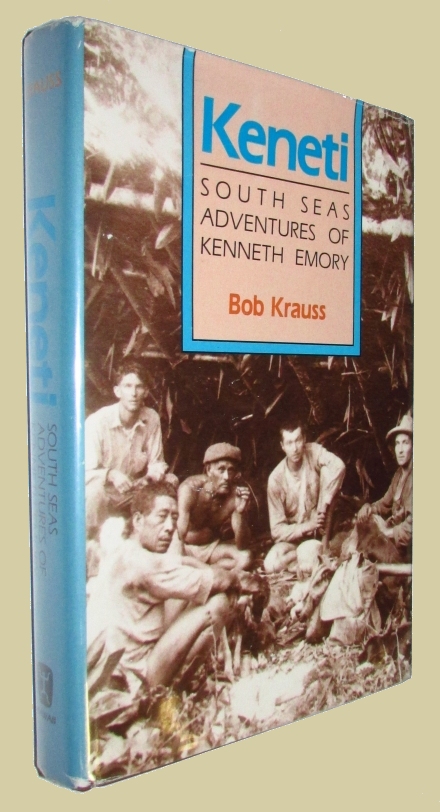 Keneti
SOUTH SEAS
ADVENTURES OF
KENNETH EMORY
Bob Krauss
Keneti
SOUTH SEAS
ADVENTURES OF